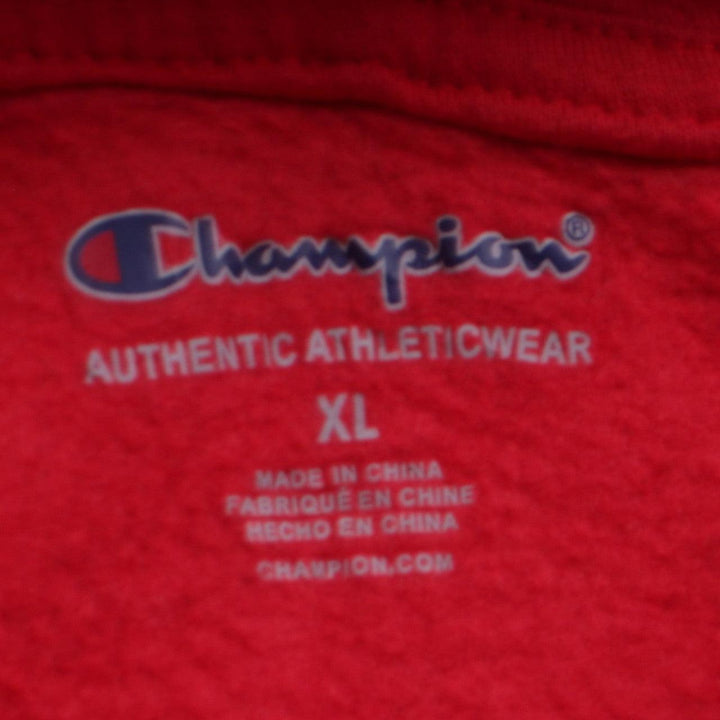 Champion®
AUTHENTIC ATHLETICWEAR
XL
MADE IN CHINA
FABRIQUÉ EN CHINE
HECHO EN CHINA
CHAMPION.COM